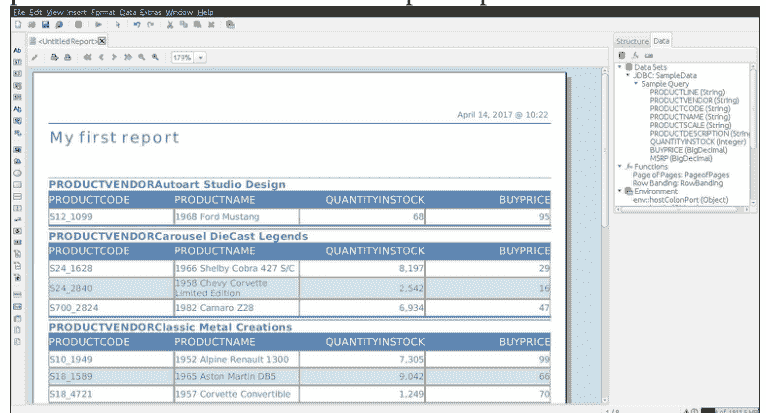 File Edit View Insert Format Data Extras Window Help
<Untitled Report>
179%
Structure Data
Data Sets
JDBC: SampleData
Sample Query
PRODUCTLINE (String)
PRODUCTVENDOR (String)
PRODUCTCODE (String)
PRODUCTNAME (String)
PRODUCTSCALE (String)
PRODUCTDESCRIPTION (Strin
QUANTITYINSTOCK (Integer)
BUYPRICE (BigDecimal)
MSRP (BigDecimal)
Functions
Page of Pages: PageofPages
Row Banding: RowBanding
Environment
env::hostColonPort (Object)
April 14, 2017 @ 10:22
My first report
PRODUCTVENDORAutoart Studio Design
PRODUCTCODE PRODUCTNAME QUANTITYINSTOCK BUYPRICE
S12_1099 1968 Ford Mustang 68 95
PRODUCTVENDORCarousel DieCast Legends
PRODUCTCODE PRODUCTNAME QUANTITYINSTOCK BUYPRICE
S24_1628 1966 Shelby Cobra 427 S/C 8,197 29
S24_2840 1958 Chevy Corvette Limited Edition 2,542 16
S700_2824 1982 Camaro Z28 6,934 47
PRODUCTVENDORClassic Metal Creations
PRODUCTCODE PRODUCTNAME QUANTITYINSTOCK BUYPRICE
S10_1949 1952 Alpine Renault 1300 7,305 99
S18_1589 1965 Aston Martin DB5 9,042 66
S18_4721 1957 Corvette Convertible 1,249 70